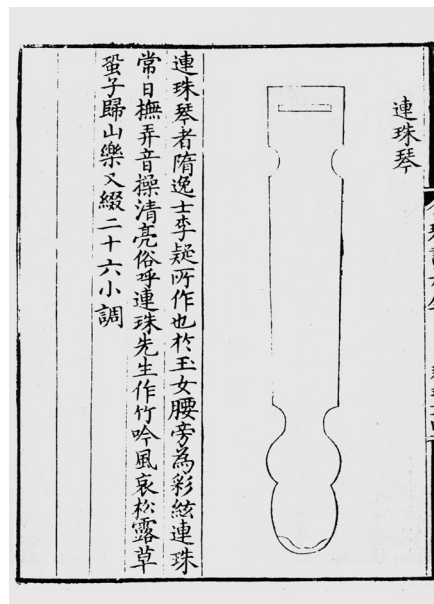 連珠琴
連珠琴者隋逸士李疑所作也於玉女腰旁為彩絃連珠
常日撫弄音操清亮俗呼連珠先生作竹吟風哀松露草
蛩子歸山樂又綴二十六小調